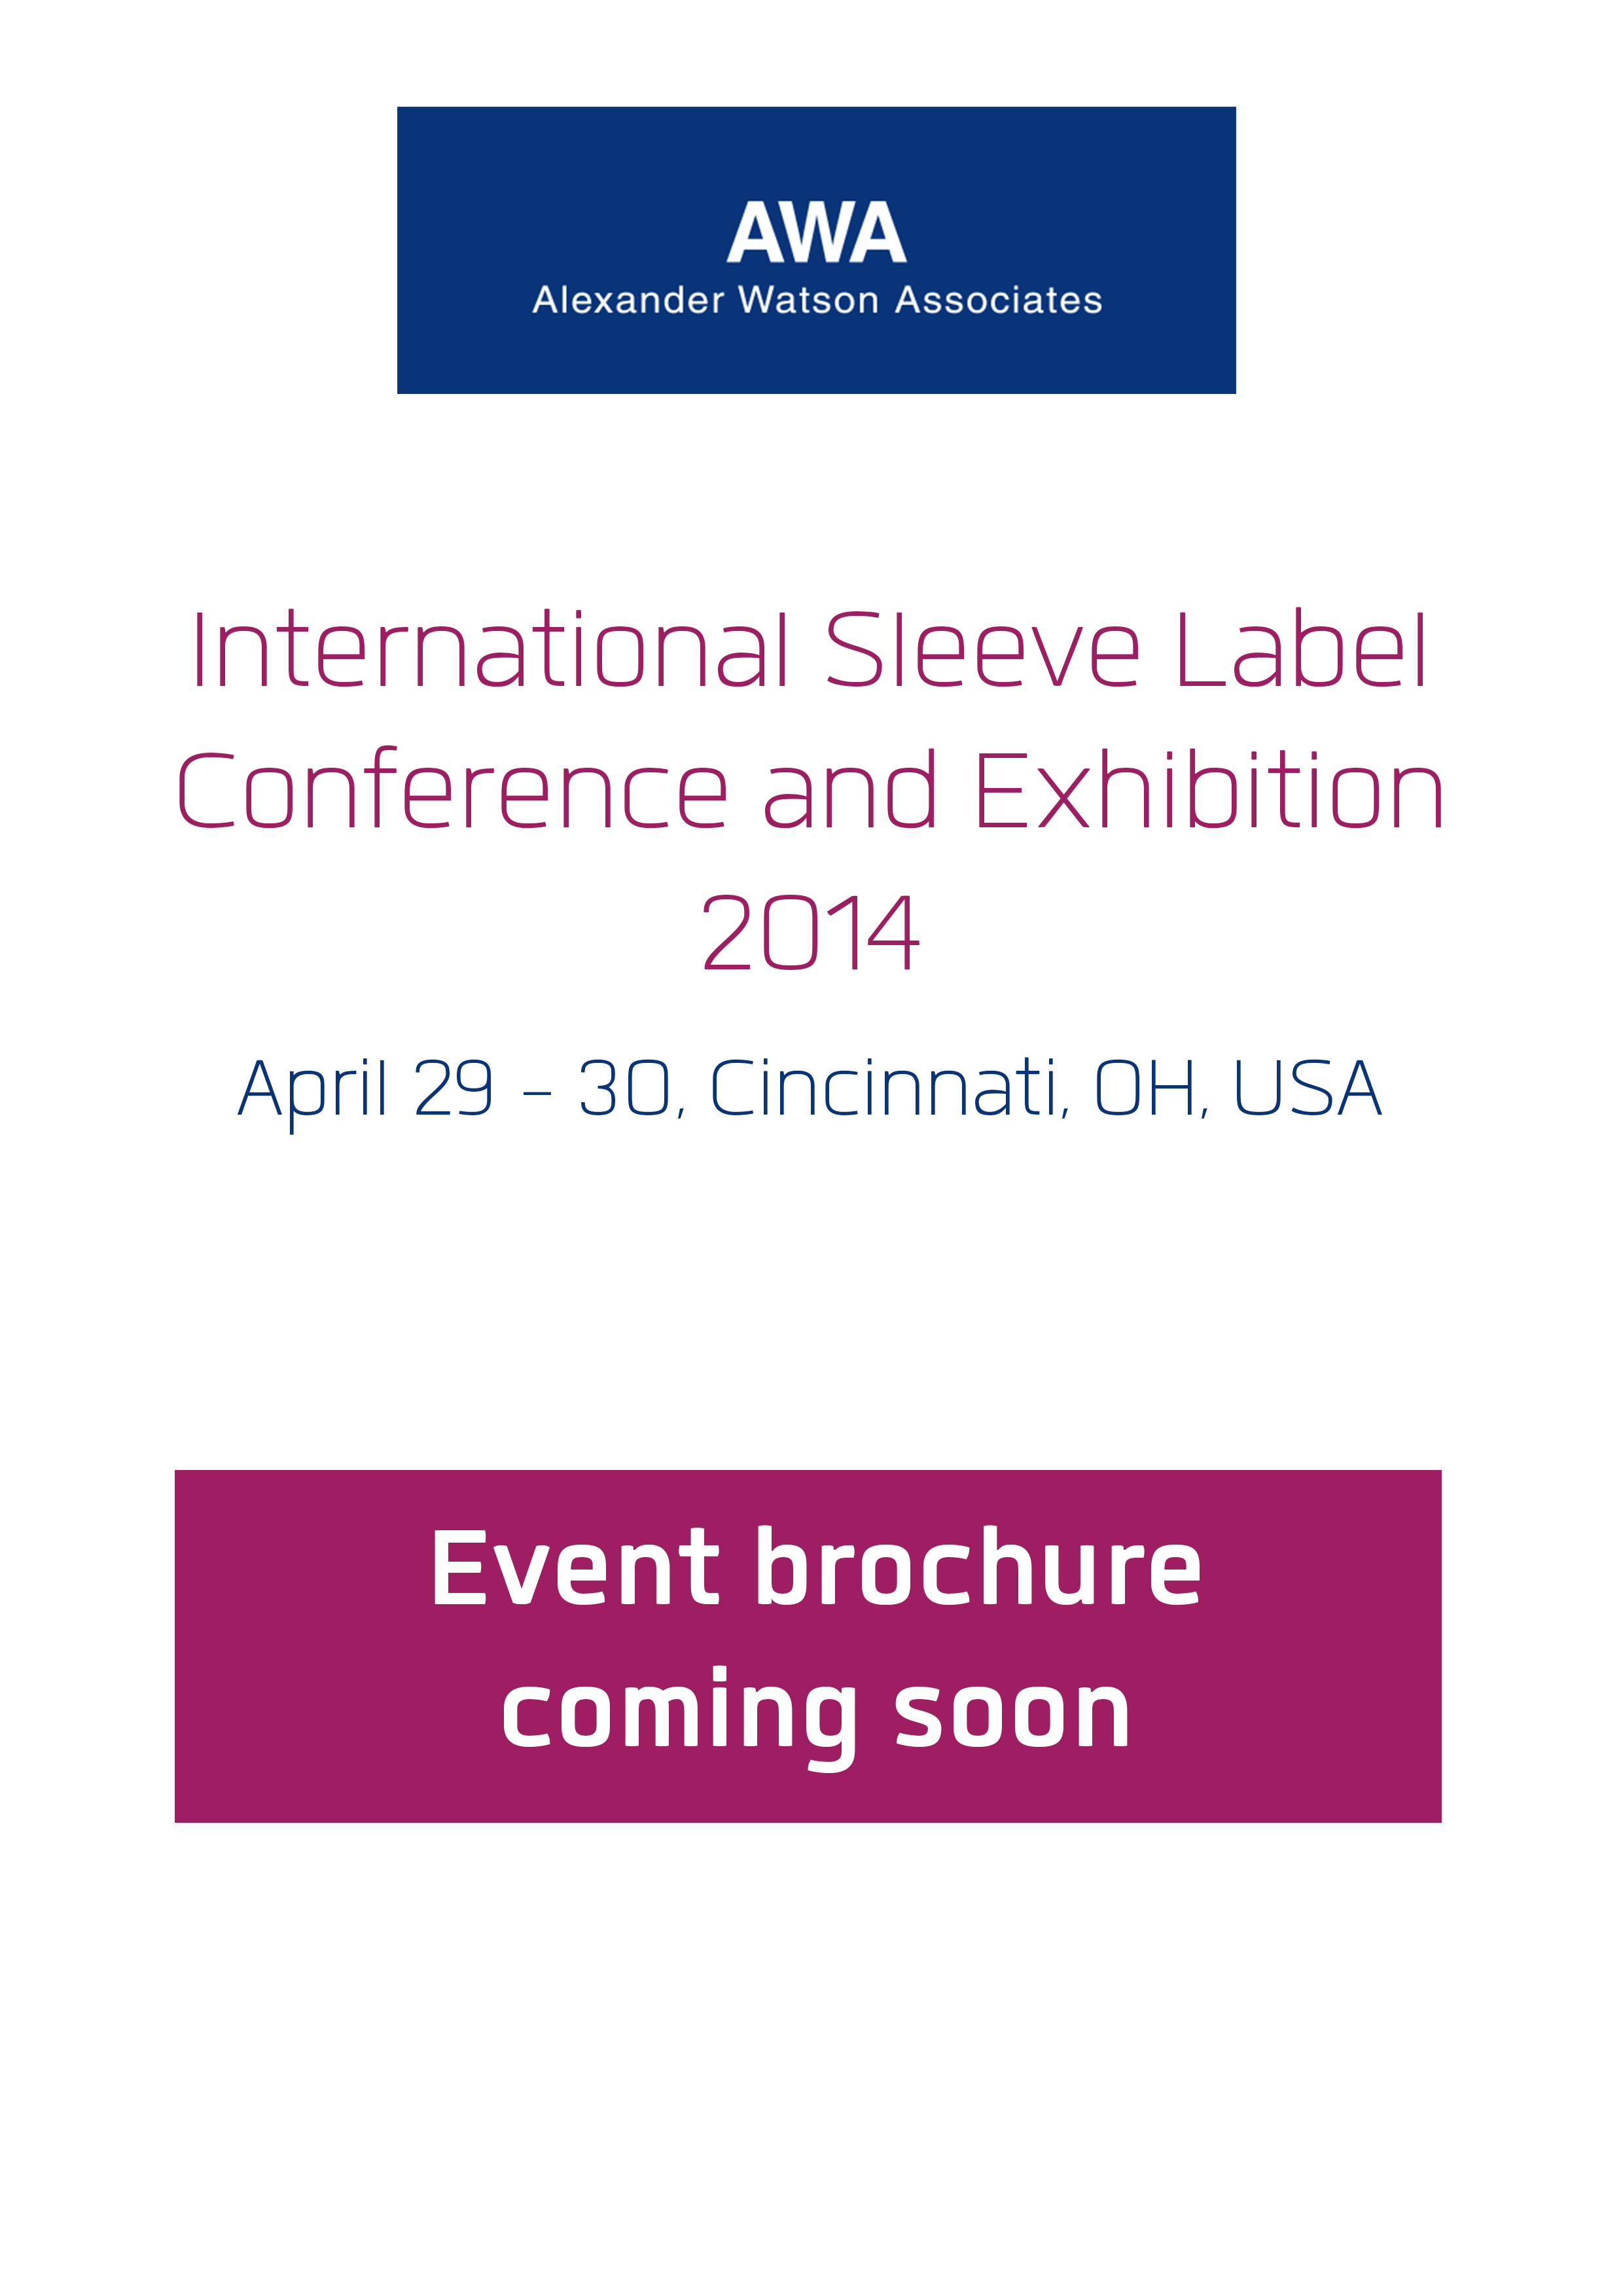 AWA
Alexander Watson Associates
International Sleeve Label
Conference and Exhibition
2014
April 29 – 30, Cincinnati, OH, USA
Event brochure
coming soon